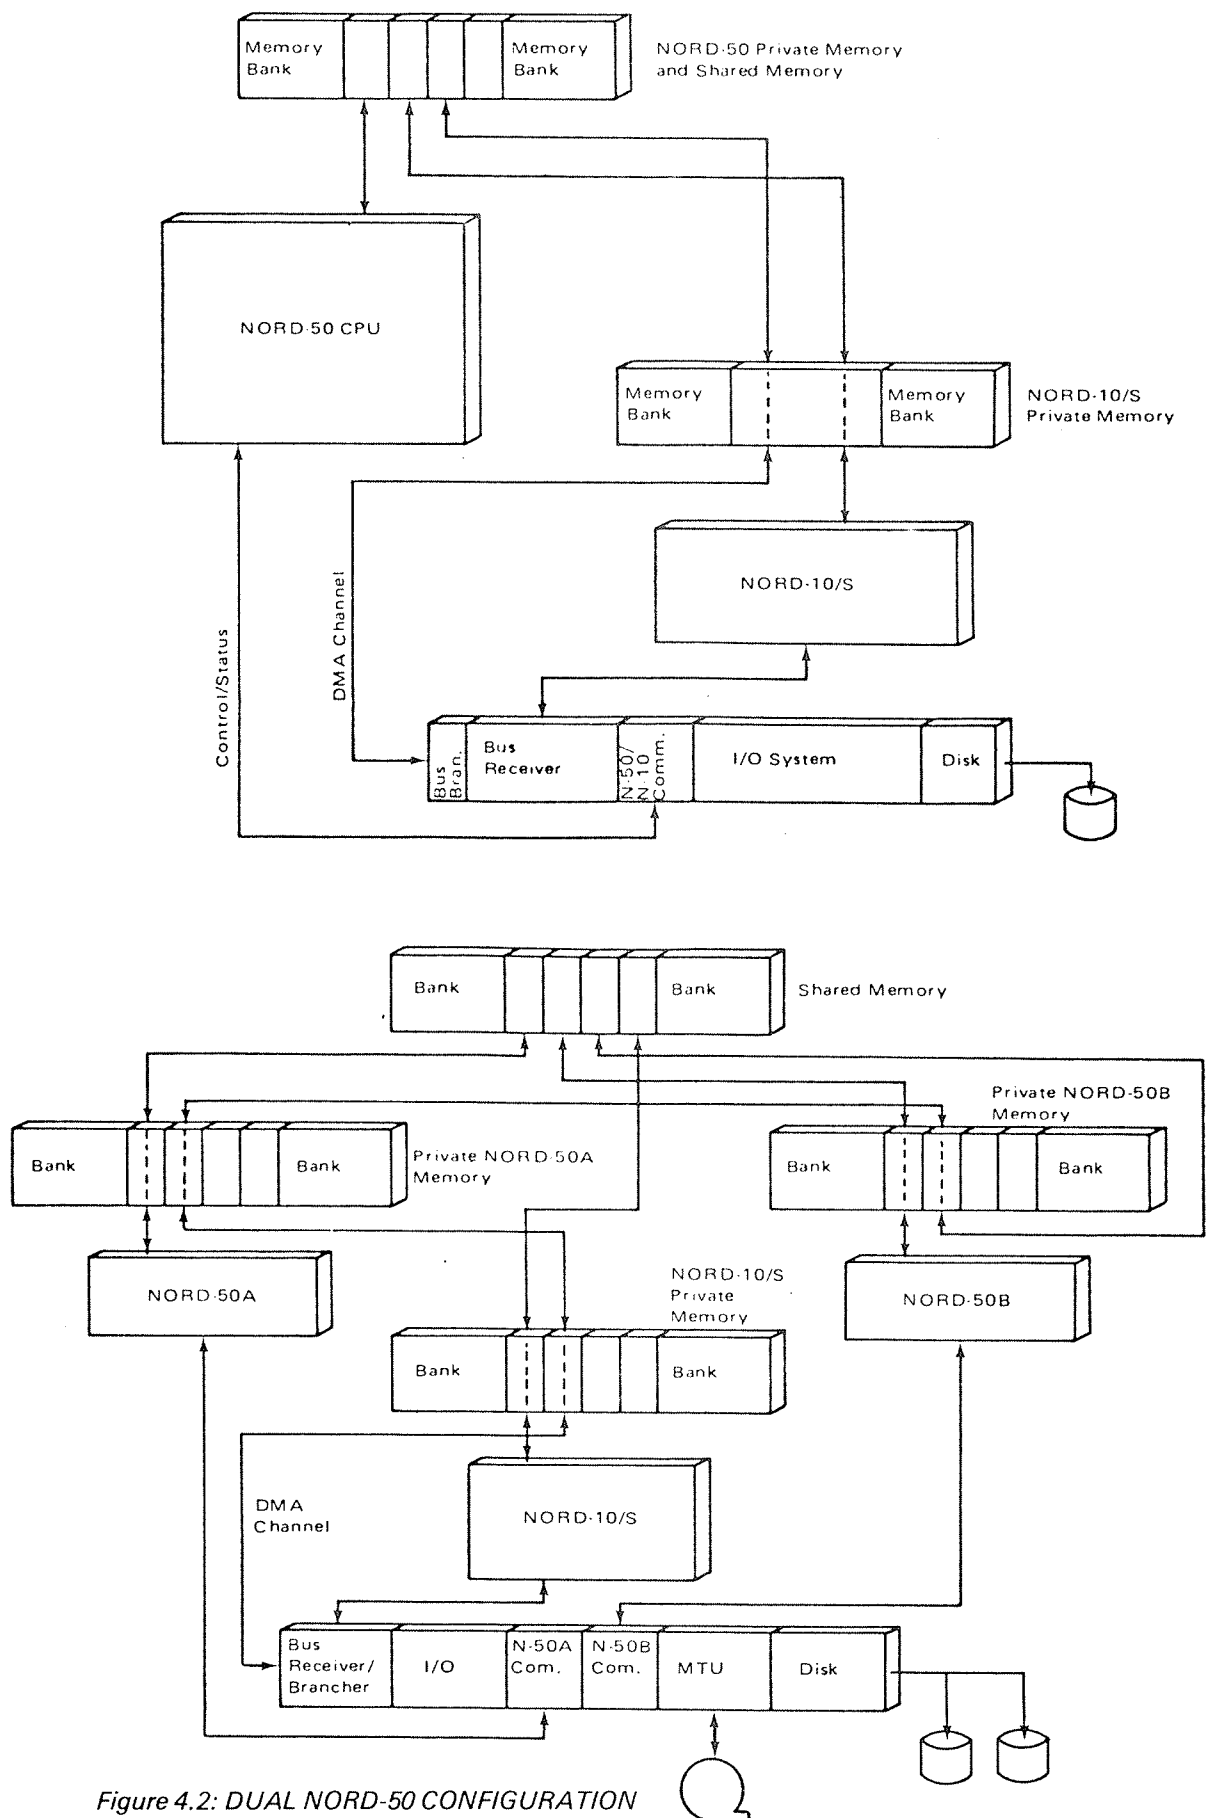 Memory
Bank
Memory
Bank
NORD-50 Private Memory
and Shared Memory
NORD-50 CPU
Memory
Bank
Memory
Bank
NORD-10/S
Private Memory
NORD-10/S
Control/Status
DMA Channel
Bus
Bran.
Bus
Receiver
N-50/
N-10
Comm.
I/O System
Disk
Bank
Bank
Shared Memory
Bank
Bank
Private NORD-50A
Memory
Private NORD-50B
Memory
Bank
Bank
NORD-50A
NORD-50B
NORD-10/S
Private
Memory
Bank
Bank
DMA
Channel
NORD-10/S
Bus
Receiver/
Brancher
I/O
N-50A
Com.
N-50B
Com.
MTU
Disk
Figure 4.2: DUAL NORD-50 CONFIGURATION